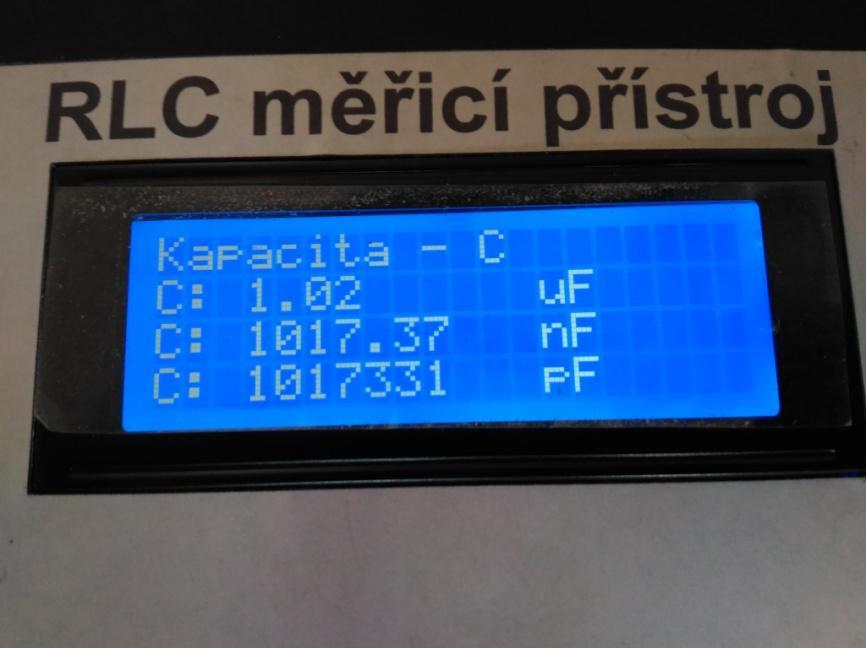 RLC měřicí přístroj
Kapacita - C
C: 1.02 uF
C: 1017.37 nF
C: 1017331 pF